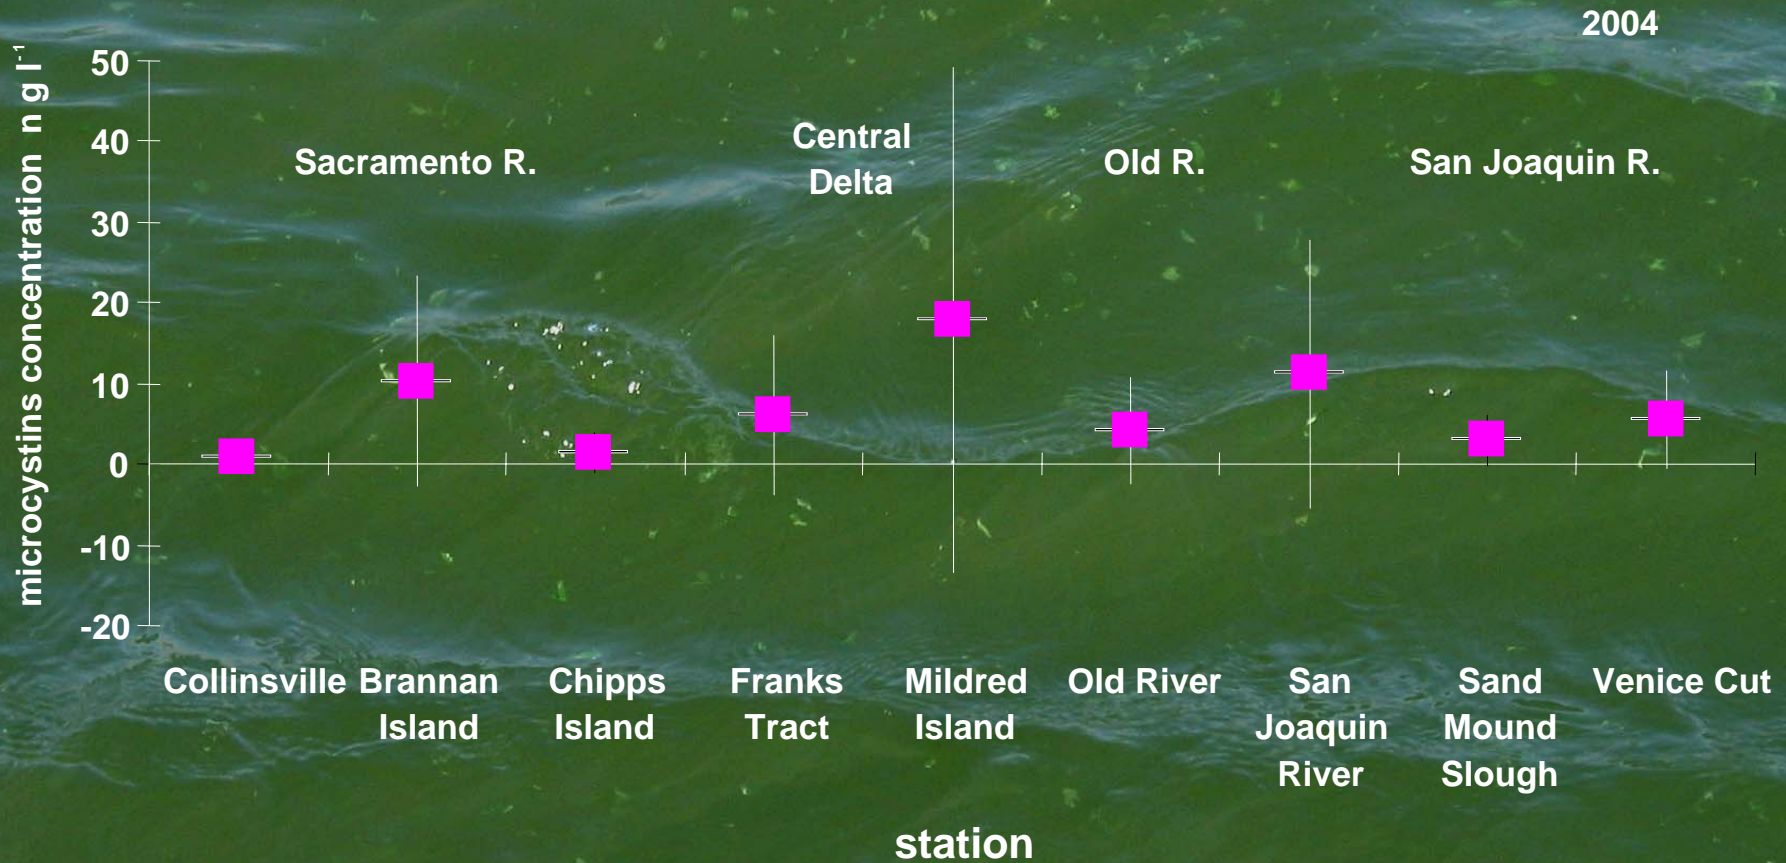 2004
microcystins concentration n g l-1
50
40
30
20
10
0
-10
-20
Sacramento R.
Central
Delta
Old R.
San Joaquin R.
Collinsville
Brannan
Island
Chipps
Island
Franks
Tract
Mildred
Island
Old River
San
Joaquin
River
Sand
Mound
Slough
Venice Cut
station